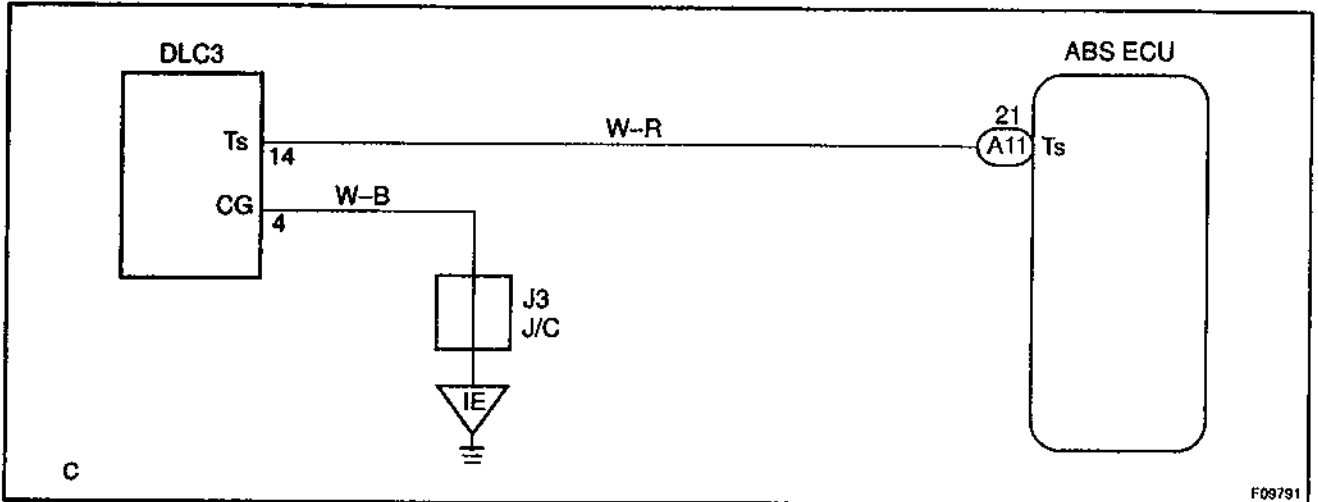 DLC3
ABS ECU
Ts
14
W–R
21
A11
Ts
CG
4
W–B
J3
J/C
IE
C
F09791